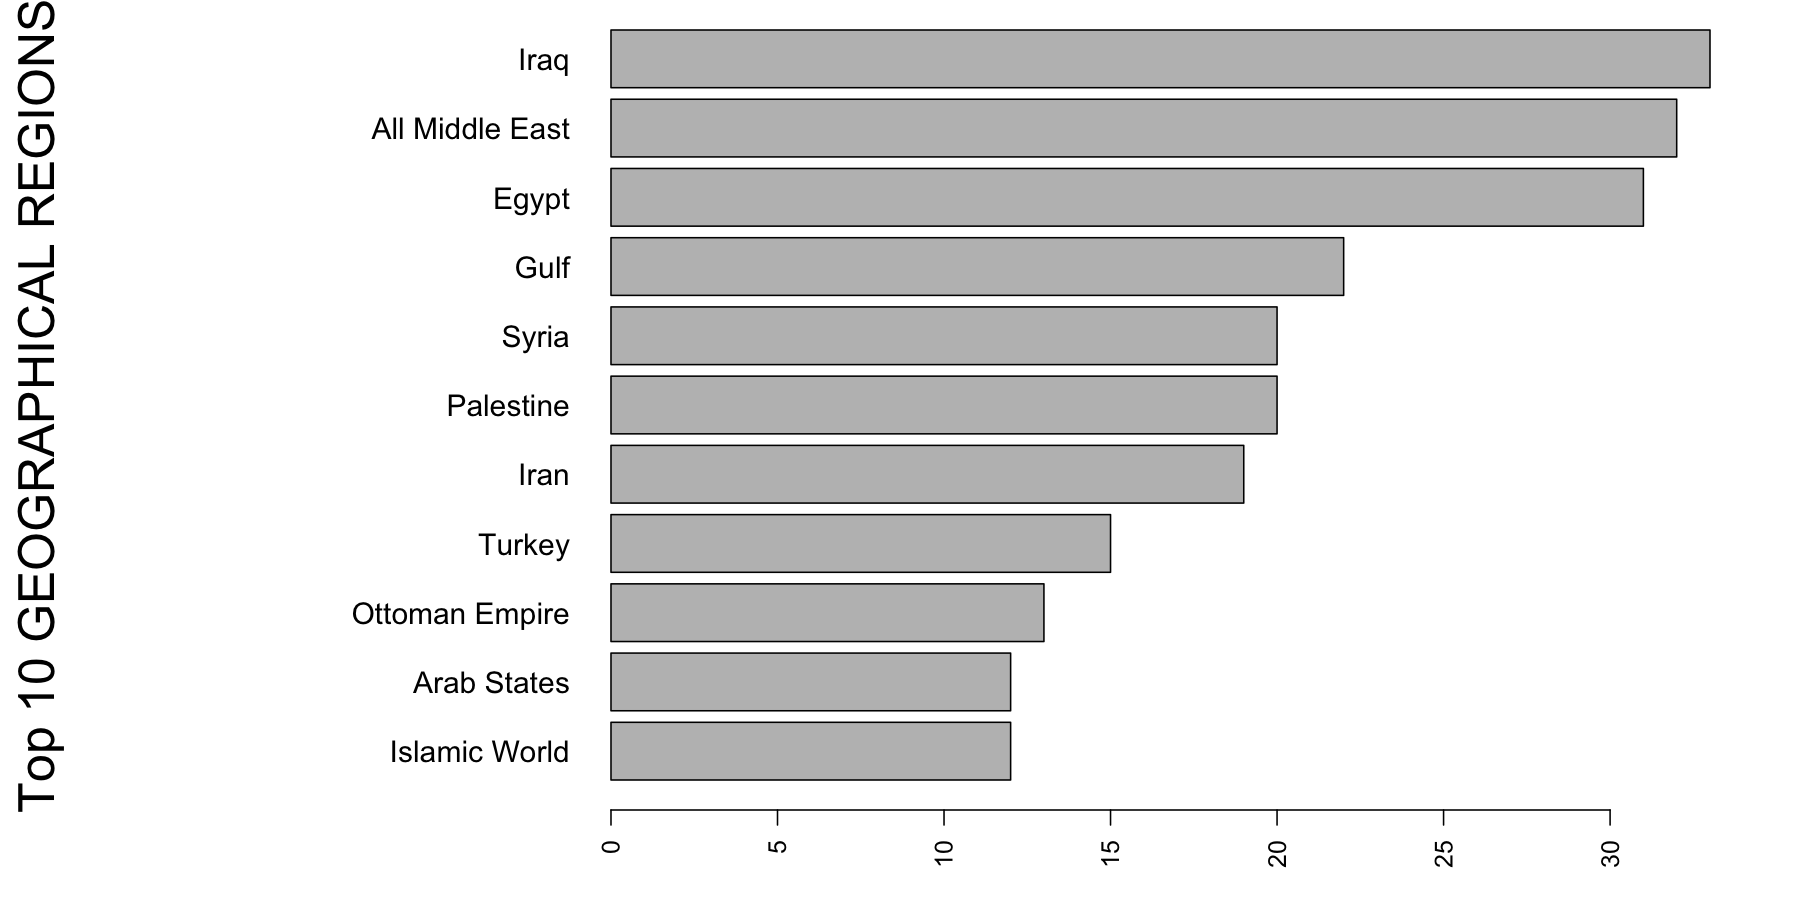 Top 10 GEOGRAPHICAL REGIONS
Iraq
All Middle East
Egypt
Gulf
Syria
Palestine
Iran
Turkey
Ottoman Empire
Arab States
Islamic World
0 5 10 15 20 25 30